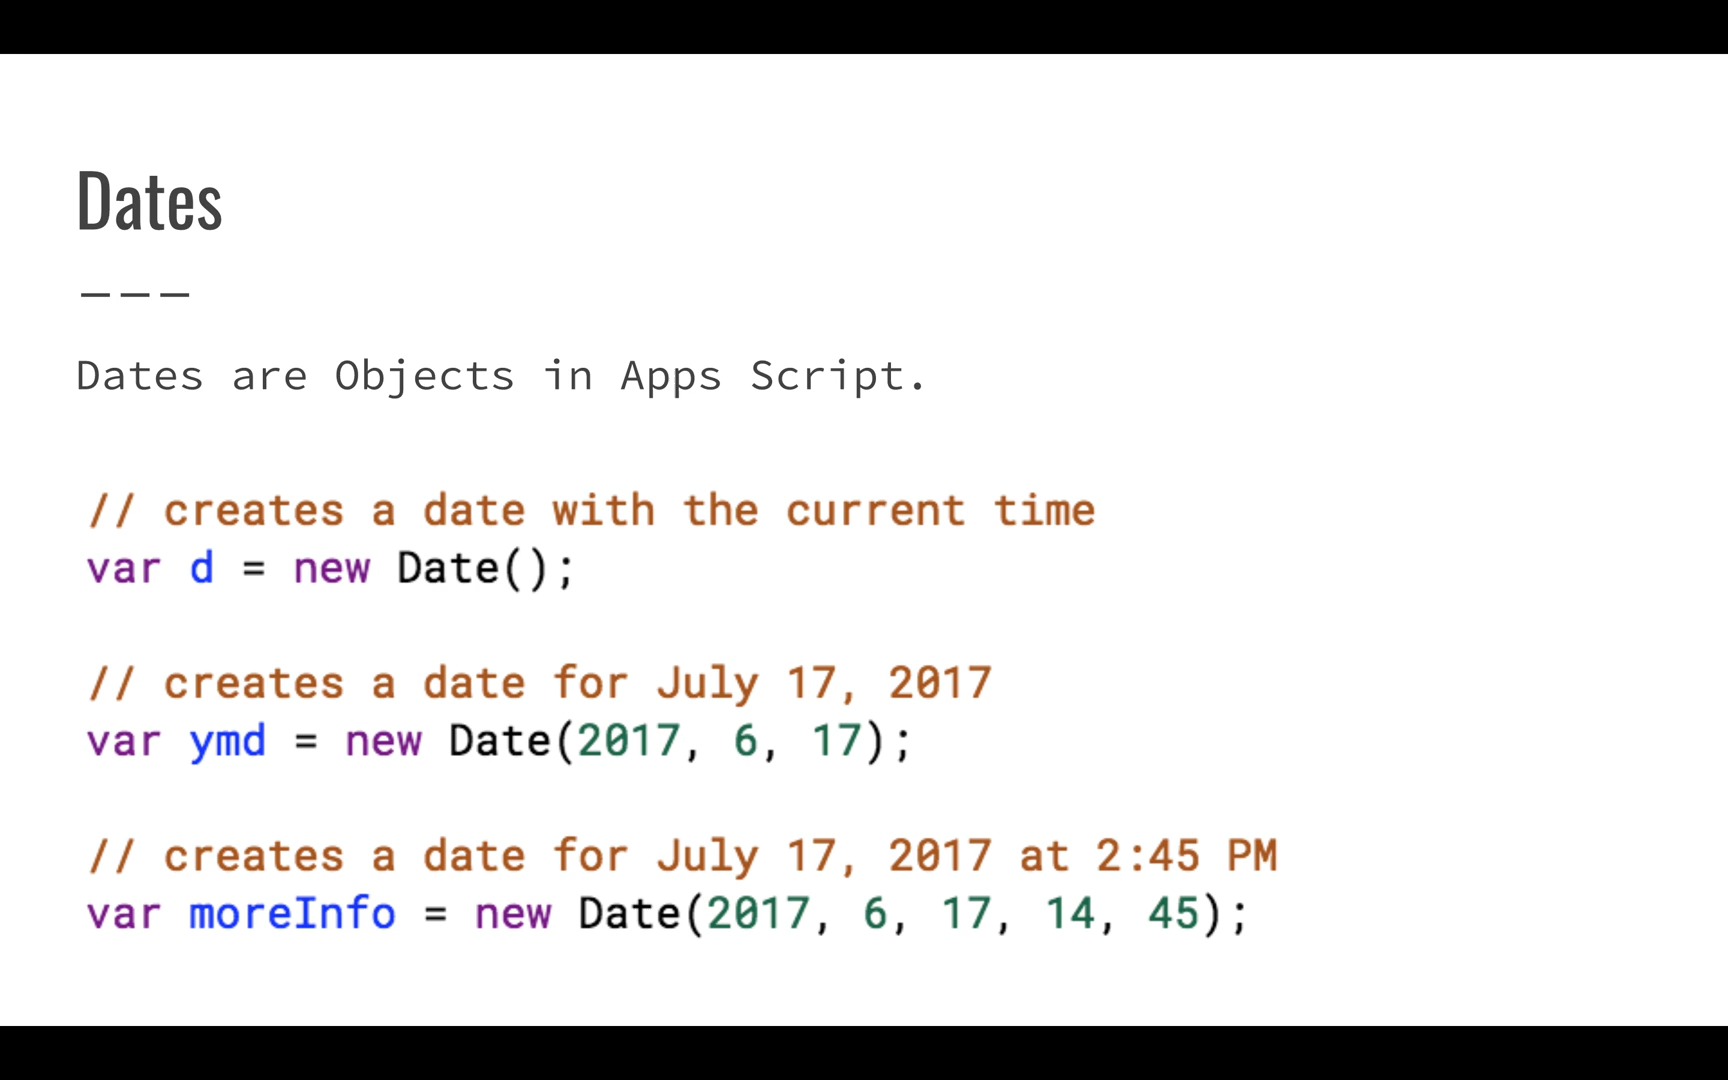 Dates
———
Dates are Objects in Apps Script.
// creates a date with the current time
var d = new Date();
// creates a date for July 17, 2017
var ymd = new Date(2017, 6, 17);
// creates a date for July 17, 2017 at 2:45 PM
var moreInfo = new Date(2017, 6, 17, 14, 45);